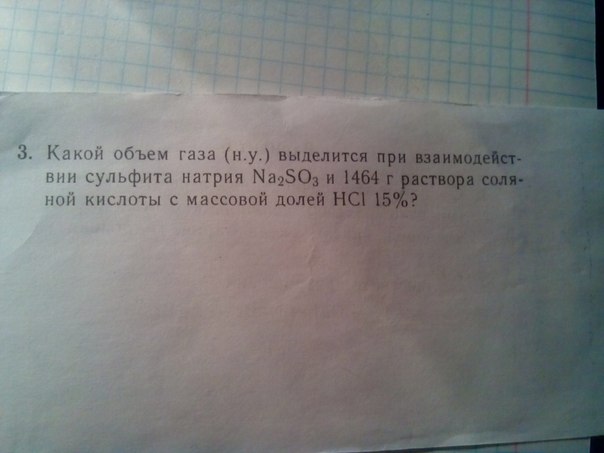 3. Какой объем газа (н.у.) выделится при взаимодейст-
вии сульфита натрия Na₂SO₃ и 1464 г раствора соля-
ной кислоты с массовой долей HCl 15%?